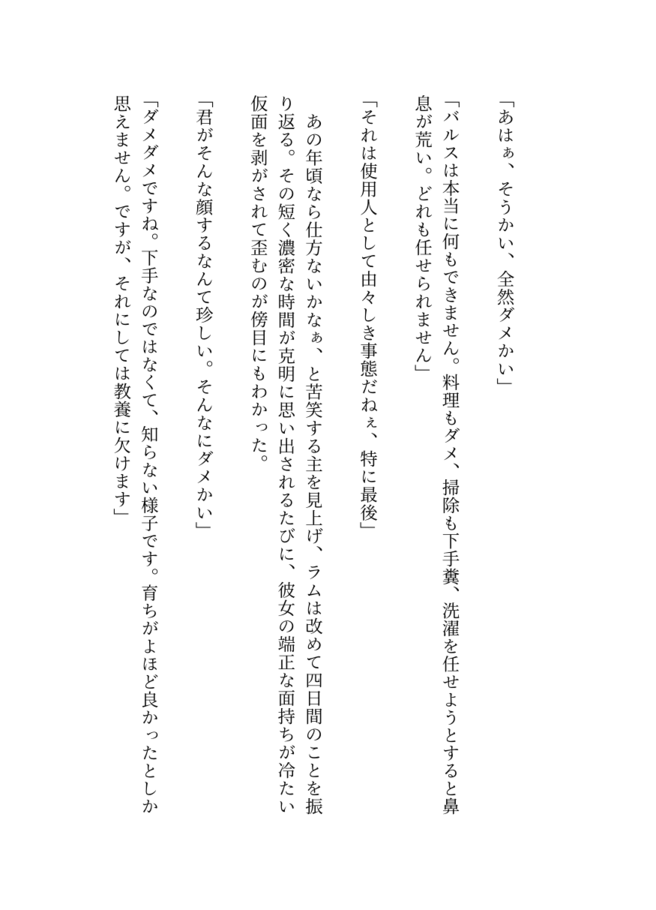 「あはぁ、そうかい、全然ダメかい」
「バルスは本当に何もできません。料理もダメ、掃除も下手糞、洗濯を任せようとすると鼻
息が荒い。どれも任せられません」
「それは使用人として由々しき事態だねぇ、特に最後」
　あの年頃なら仕方ないかなぁ、と苦笑する主を見上げ、ラムは改めて四日間のことを振
り返る。その短く濃密な時間が克明に思い出されるたびに、彼女の端正な面持ちが冷たい
仮面を剥がされて歪むのが傍目にもわかった。
「君がそんな顔するなんて珍しい。そんなにダメかい」
「ダメダメですね。下手なのではなくて、知らない様子です。育ちがよほど良かったとしか
思えません。ですが、それにしては教養に欠けます」